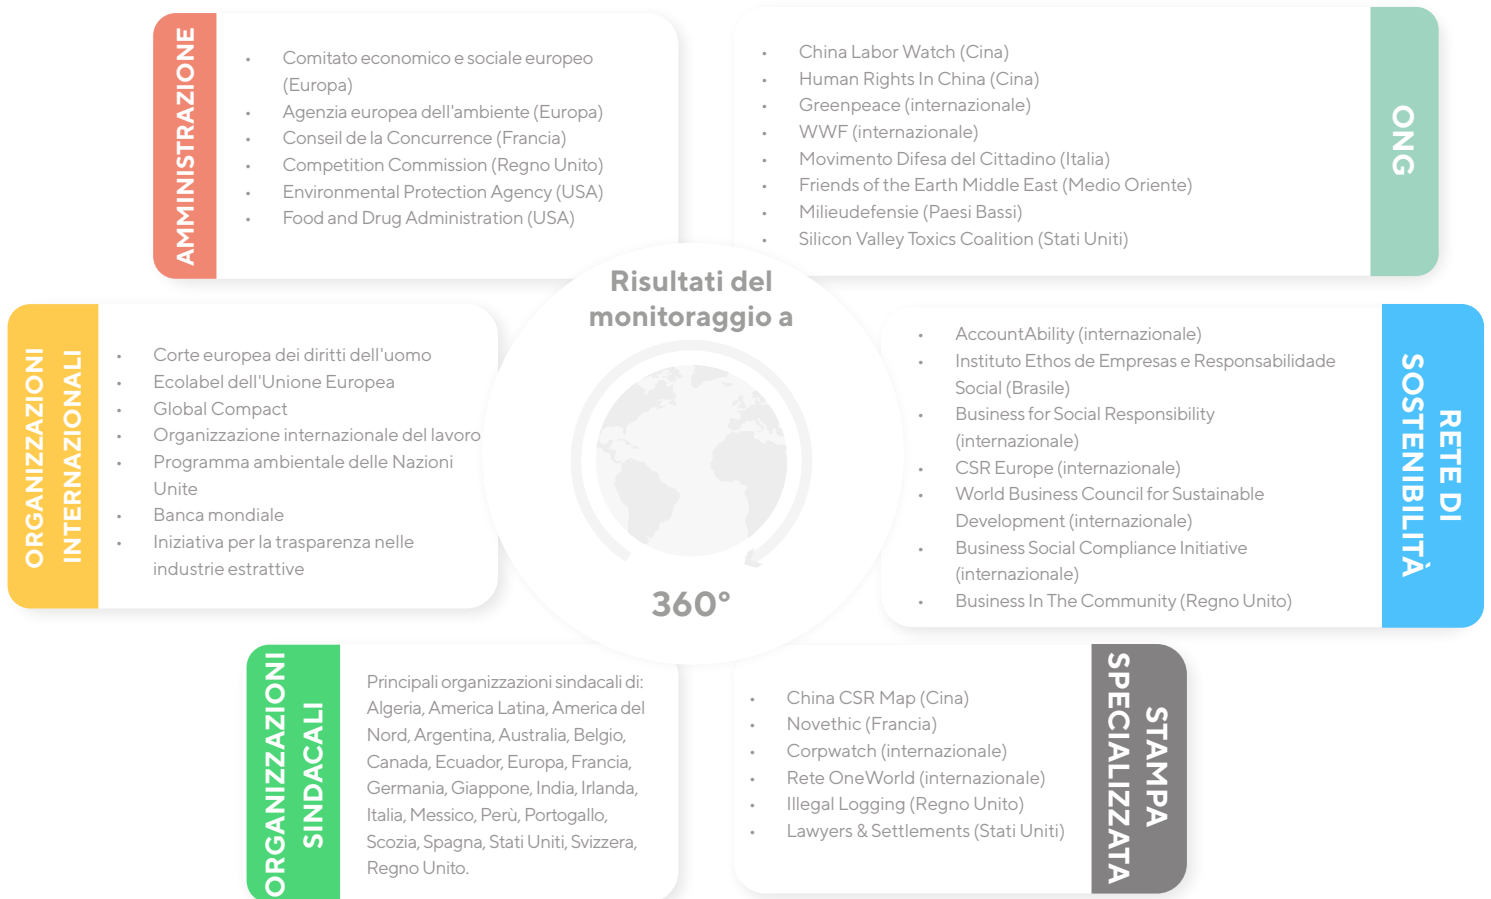 AMMINISTRAZIONE
• Comitato economico e sociale europeo
(Europa)
• Agenzia europea dell'ambiente (Europa)
• Conseil de la Concurrence (Francia)
• Competition Commission (Regno Unito)
• Environmental Protection Agency (USA)
• Food and Drug Administration (USA)
• China Labor Watch (Cina)
• Human Rights In China (Cina)
• Greenpeace (internazionale)
• WWF (internazionale)
• Movimento Difesa del Cittadino (Italia)
• Friends of the Earth Middle East (Medio Oriente)
• Milieudefensie (Paesi Bassi)
• Silicon Valley Toxics Coalition (Stati Uniti)
ONG
Risultati del
monitoraggio a
360°
ORGANIZZAZIONI
INTERNAZIONALI
• Corte europea dei diritti dell'uomo
• Ecolabel dell'Unione Europea
• Global Compact
• Organizzazione internazionale del lavoro
• Programma ambientale delle Nazioni
Unite
• Banca mondiale
• Iniziativa per la trasparenza nelle
industrie estrattive
• AccountAbility (internazionale)
• Instituto Ethos de Empresas e Responsabilidade
Social (Brasile)
• Business for Social Responsibility
(internazionale)
• CSR Europe (internazionale)
• World Business Council for Sustainable
Development (internazionale)
• Business Social Compliance Initiative
(internazionale)
• Business In The Community (Regno Unito)
RETE DI
SOSTENIBILITÀ
ORGANIZZAZIONI
SINDACALI
Principali organizzazioni sindacali di:
Algeria, America Latina, America del
Nord, Argentina, Australia, Belgio,
Canada, Ecuador, Europa, Francia,
Germania, Giappone, India, Irlanda,
Italia, Messico, Perù, Portogallo,
Scozia, Spagna, Stati Uniti, Svizzera,
Regno Unito.
• China CSR Map (Cina)
• Novethic (Francia)
• Corpwatch (internazionale)
• Rete OneWorld (internazionale)
• Illegal Logging (Regno Unito)
• Lawyers & Settlements (Stati Uniti)
STAMPA
SPECIALIZZATA